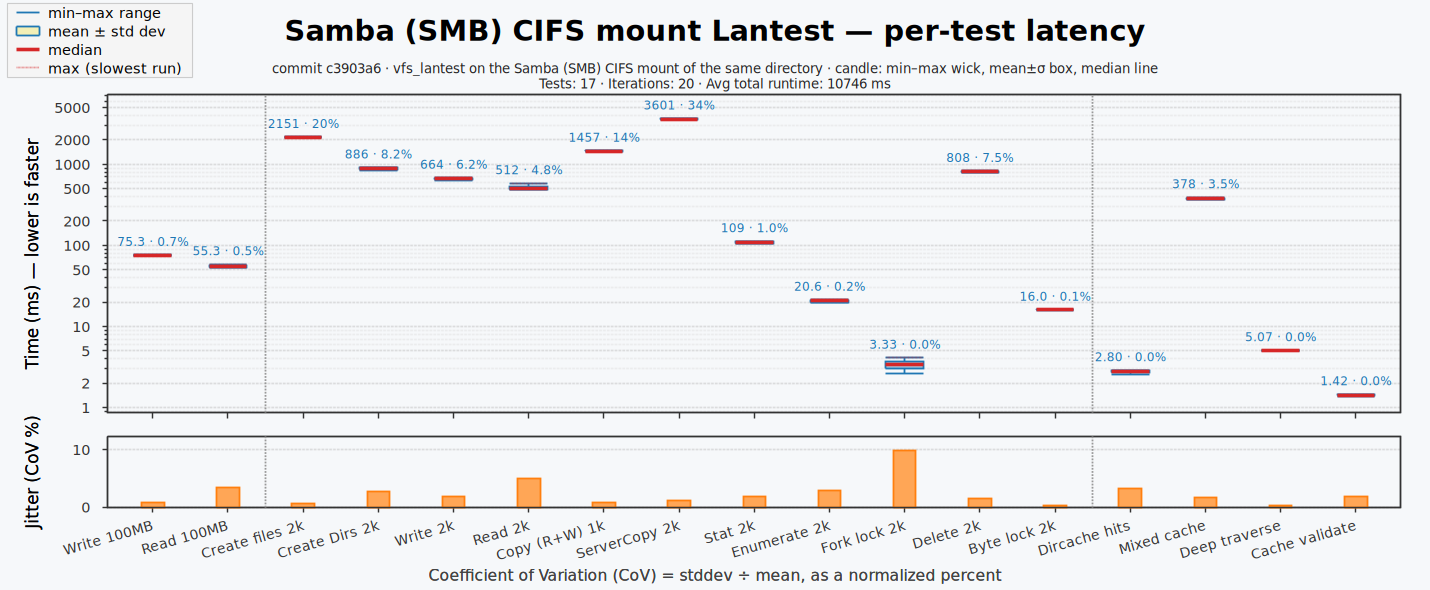 min–max range
mean ± std dev
median
max (slowest run)
Samba (SMB) CIFS mount Lantest — per-test latency
commit c3903a6 · vfs_lantest on the Samba (SMB) CIFS mount of the same directory · candle: min–max wick, mean±σ box, median line
Tests: 17 · Iterations: 20 · Avg total runtime: 10746 ms
Time (ms) — lower is faster
5000
2000
1000
500
200
100
50
20
10
5
2
1
75.3 · 0.7%
55.3 · 0.5%
2151 · 20%
886 · 8.2%
664 · 6.2%
512 · 4.8%
1457 · 14%
3601 · 34%
109 · 1.0%
20.6 · 0.2%
3.33 · 0.0%
808 · 7.5%
16.0 · 0.1%
2.80 · 0.0%
378 · 3.5%
5.07 · 0.0%
1.42 · 0.0%
Jitter (CoV %)
10
0
Write 100MB
Read 100MB
Create files 2k
Create Dirs 2k
Write 2k
Read 2k
Copy (R+W) 1k
ServerCopy 2k
Stat 2k
Enumerate 2k
Fork lock 2k
Delete 2k
Byte lock 2k
Dircache hits
Mixed cache
Deep traverse
Cache validate
Coefficient of Variation (CoV) = stddev ÷ mean, as a normalized percent